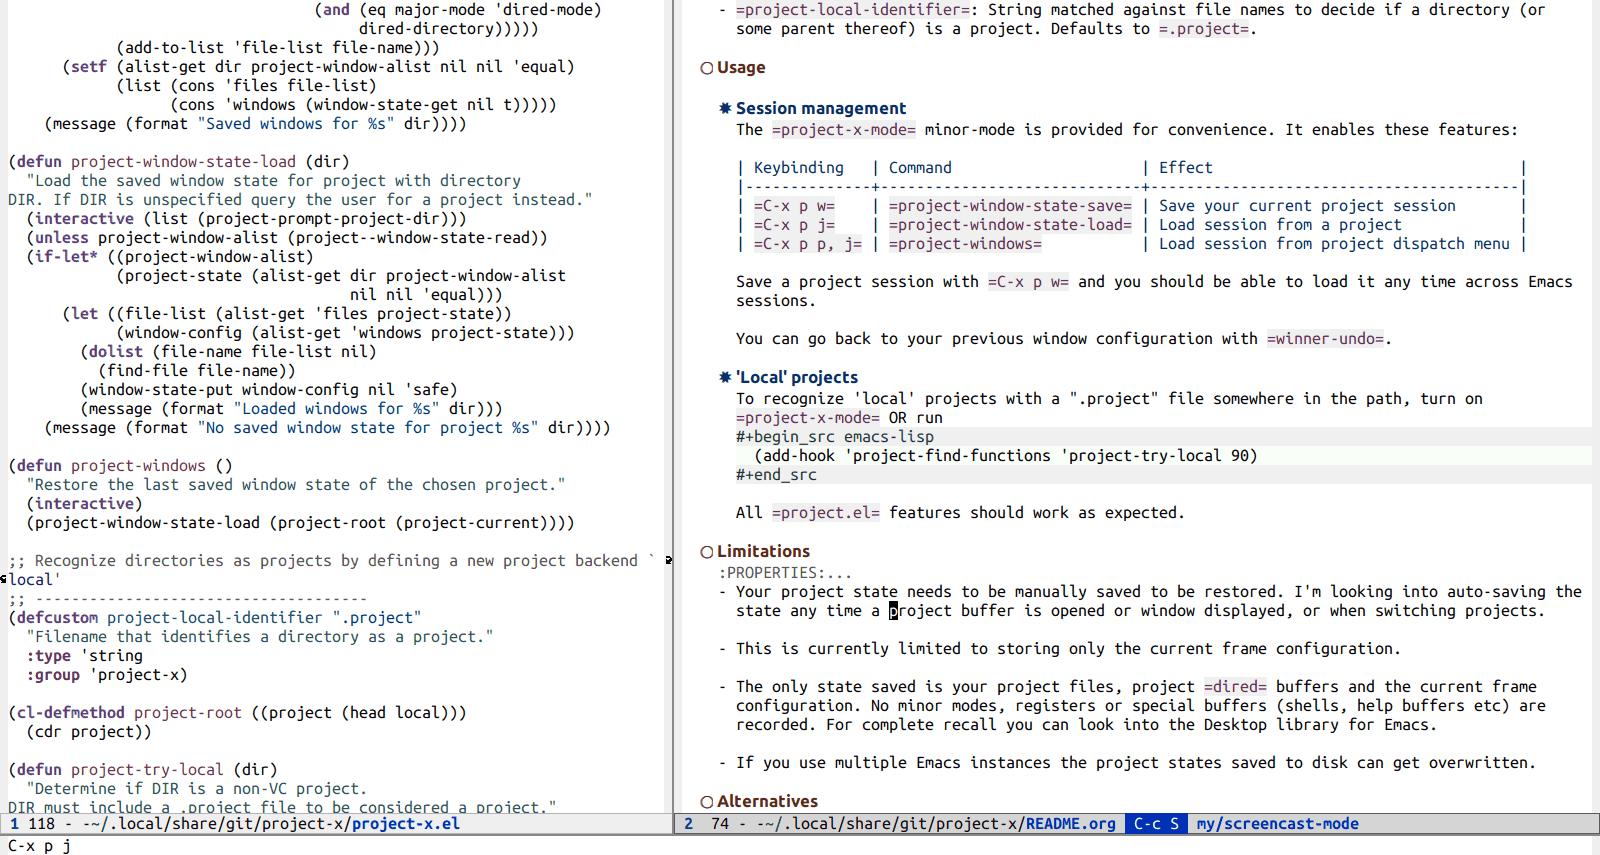 (and (eq major-mode 'dired-mode)
dired-directory)))))
(add-to-list 'file-list file-name)))
(setf (alist-get dir project-window-alist nil nil 'equal)
(list (cons 'files file-list)
(cons 'windows (window-state-get nil t)))))
(message (format "Saved windows for %s" dir))))
(defun project-window-state-load (dir)
"Load the saved window state for project with directory
DIR. If DIR is unspecified query the user for a project instead."
(interactive (list (project-prompt-project-dir)))
(unless project-window-alist (project--window-state-read))
(if-let* ((project-window-alist)
(project-state (alist-get dir project-window-alist
nil nil 'equal)))
(let ((file-list (alist-get 'files project-state))
(window-config (alist-get 'windows project-state)))
(dolist (file-name file-list nil)
(find-file file-name))
(window-state-put window-config nil 'safe)
(message (format "Loaded windows for %s" dir)))
(message (format "No saved window state for project %s" dir))))
(defun project-windows ()
"Restore the last saved window state of the chosen project."
(interactive)
(project-window-state-load (project-root (project-current))))
;; Recognize directories as projects by defining a new project backend `
local'
;; -------------------------------------
(defcustom project-local-identifier ".project"
"Filename that identifies a directory as a project."
:type 'string
:group 'project-x)
(cl-defmethod project-root ((project (head local)))
(cdr project))
(defun project-try-local (dir)
"Determine if DIR is a non-VC project.
DIR must include a .project file to be considered a project."
1 118 - -~/.local/share/git/project-x/project-x.el
C-x p j
- =project-local-identifier=: String matched against file names to decide if a directory (or
some parent thereof) is a project. Defaults to =.project=.
○ Usage
✸ Session management
The =project-x-mode= minor-mode is provided for convenience. It enables these features:
| Keybinding | Command | Effect |
|--------------+----------------------------+-----------------------------------------|
| =C-x p w= | =project-window-state-save= | Save your current project session |
| =C-x p j= | =project-window-state-load= | Load session from a project |
| =C-x p p, j= | =project-windows= | Load session from project dispatch menu |
Save a project session with =C-x p w= and you should be able to load it any time across Emacs
sessions.
You can go back to your previous window configuration with =winner-undo=.
✸ 'Local' projects
To recognize 'local' projects with a ".project" file somewhere in the path, turn on
=project-x-mode= OR run
#+begin_src emacs-lisp
(add-hook 'project-find-functions 'project-try-local 90)
#+end_src
All =project.el= features should work as expected.
○ Limitations
:PROPERTIES:...
- Your project state needs to be manually saved to be restored. I'm looking into auto-saving the
state any time a project buffer is opened or window displayed, or when switching projects.
- This is currently limited to storing only the current frame configuration.
- The only state saved is your project files, project =dired= buffers and the current frame
configuration. No minor modes, registers or special buffers (shells, help buffers etc) are
recorded. For complete recall you can look into the Desktop library for Emacs.
- If you use multiple Emacs instances the project states saved to disk can get overwritten.
○ Alternatives
2 74 - -~/.local/share/git/project-x/README.org C-c S my/screencast-mode